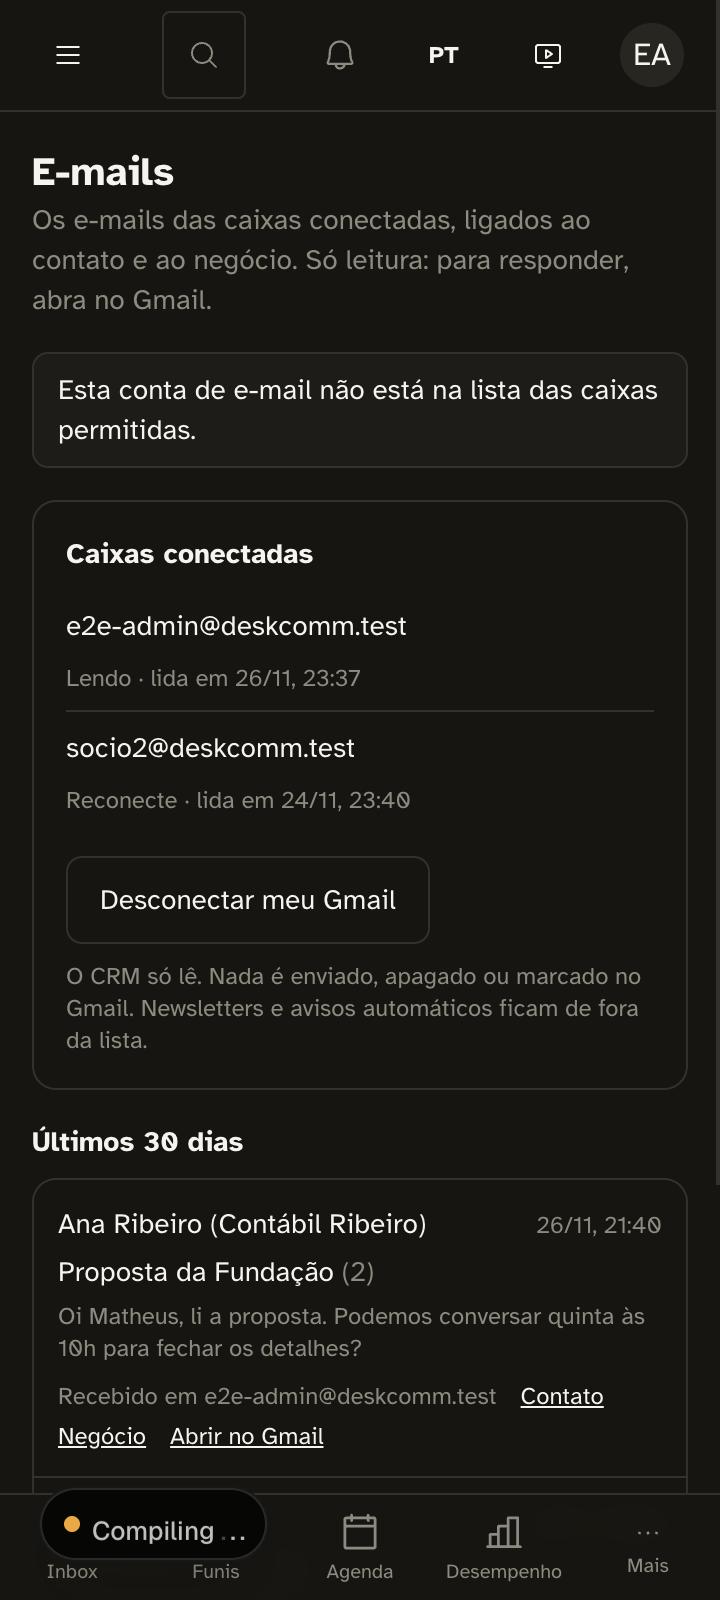 PT
EA
E-mails
Os e-mails das caixas conectadas, ligados ao
contato e ao negócio. Só leitura: para responder,
abra no Gmail.
Esta conta de e-mail não está na lista das caixas
permitidas.
Caixas conectadas
e2e-admin@deskcomm.test
Lendo · lida em 26/11, 23:37
socio2@deskcomm.test
Reconecte · lida em 24/11, 23:40
Desconectar meu Gmail
O CRM só lê. Nada é enviado, apagado ou marcado no
Gmail. Newsletters e avisos automáticos ficam de fora
da lista.
Últimos 30 dias
Ana Ribeiro (Contábil Ribeiro) 26/11, 21:40
Proposta da Fundação (2)
Oi Matheus, li a proposta. Podemos conversar quinta às
10h para fechar os detalhes?
Recebido em e2e-admin@deskcomm.test Contato
Negócio Abrir no Gmail
Compiling ...
Inbox Funis Agenda Desempenho Mais